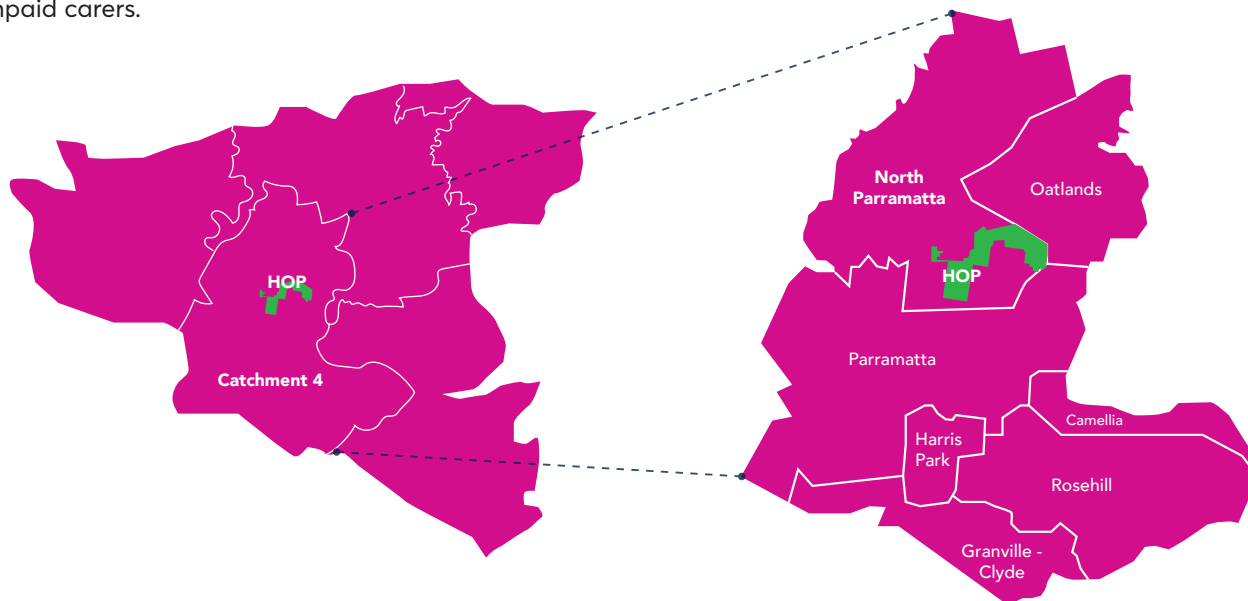 npaid carers.
HOP
Catchment 4
North
Parramatta
Oatlands
HOP
Parramatta
Camellia
Harris
Park
Rosehill
Granville -
Clyde